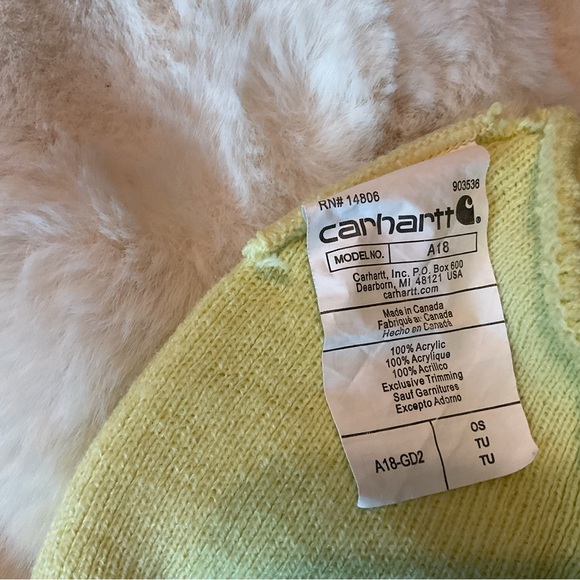 RN# 14806 903536
carhartt
MODEL NO. A18
Carhartt, Inc. P.O. Box 600
Dearborn, MI 48121 USA
carhartt.com
Made in Canada
Fabriqué au Canada
Hecho en Canadá
100% Acrylic
100% Acrylique
100% Acrilico
Exclusive Trimming
Sauf Garnitures
Excepto Adorno
A18-GD2
OS
TU
TU